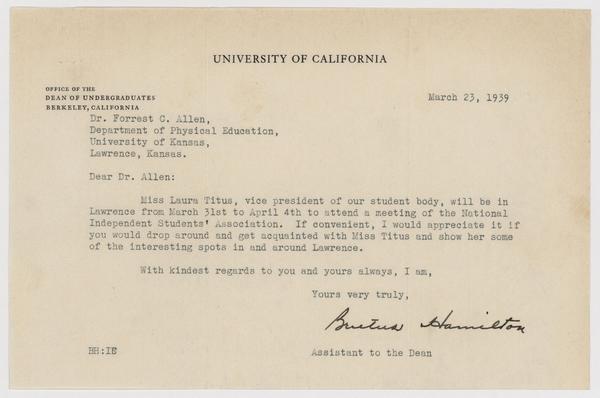 UNIVERSITY OF CALIFORNIA
OFFICE OF THE
DEAN OF UNDERGRADUATES
BERKELEY, CALIFORNIA
March 23, 1939
Dr. Forrest C. Allen,
Department of Physical Education,
University of Kansas,
Lawrence, Kansas.
Dear Dr. Allen:
Miss Laura Titus, vice president of our student body, will be in
Lawrence from March 31st to April 4th to attend a meeting of the National
Independent Students' Association. If convenient, I would appreciate it if
you would drop around and get acquainted with Miss Titus and show her some
of the interesting spots in and around Lawrence.
With kindest regards to you and yours always, I am,
Yours very truly,
Brutus Hamilton
BH:IE
Assistant to the Dean